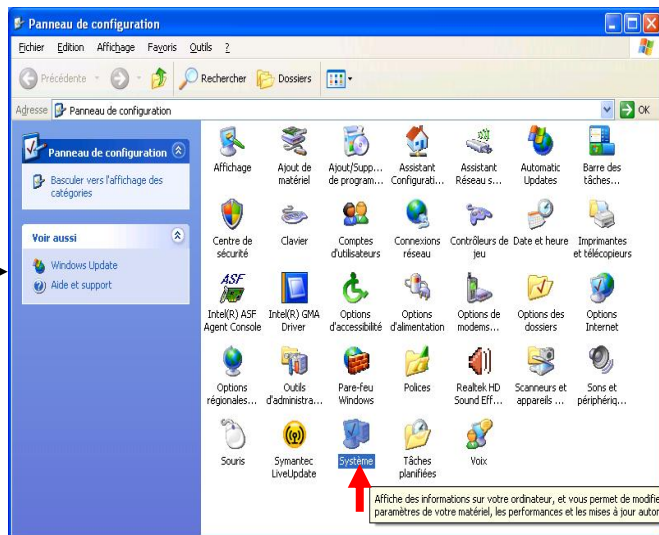 Panneau de configuration
Fichier Edition Affichage Favoris Outils ?
Précédente Rechercher Dossiers
Adresse Panneau de configuration OK
Panneau de configuration
Basculer vers l'affichage des
catégories
Voir aussi
Windows Update
Aide et support
Affichage
Ajout de
matériel
Ajout/Supp...
de program...
Assistant
Configurati...
Assistant
Réseau s...
Automatic
Updates
Barre des
tâches...
Centre de
sécurité
Clavier
Comptes
d'utilisateurs
Connexions
réseau
Contrôleurs de
jeu
Date et heure
Imprimantes
et télécopieurs
ASF
Intel(R) ASF
Agent Console
Intel(R) GMA
Driver
Options
d'accessibilité
Options
d'alimentation
Options de
modems...
Options des
dossiers
Options
Internet
Options
régionales...
Outils
d'administra...
Pare-feu
Windows
Polices
Realtek HD
Sound Eff...
Scanneurs et
appareils ...
Sons et
périphériq...
Souris
Symantec
LiveUpdate
Système
Tâches
planifiées
Voix
Affiche des informations sur votre ordinateur, et vous permet de modifie
paramètres de votre matériel, les performances et les mises à jour autor